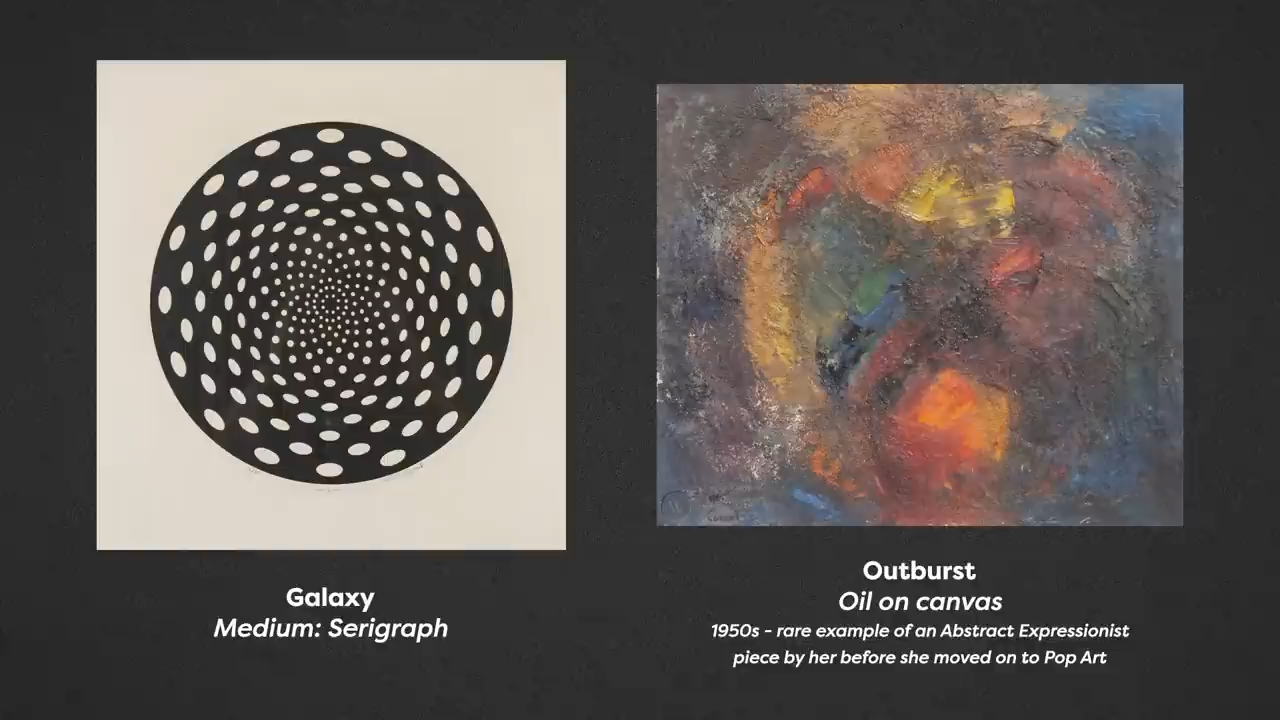 Galaxy
Medium: Serigraph
Outburst
Oil on canvas
1950s - rare example of an Abstract Expressionist
piece by her before she moved on to Pop Art